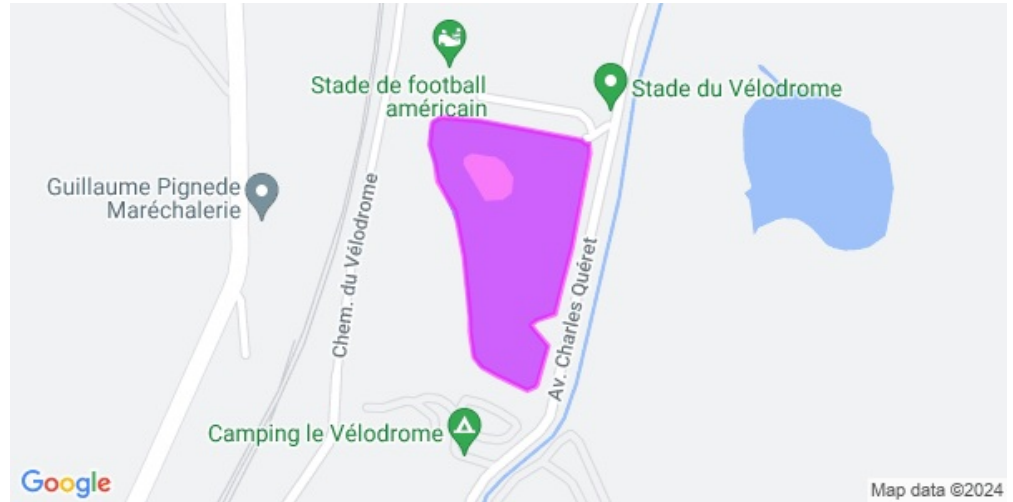 Stade de football
américain
Stade du Vélodrome
Guillaume Pignede
Maréchalerie
Chem. du Vélodrome
Av. Charles Quéret
Camping le Vélodrome
Google
Map data ©2024